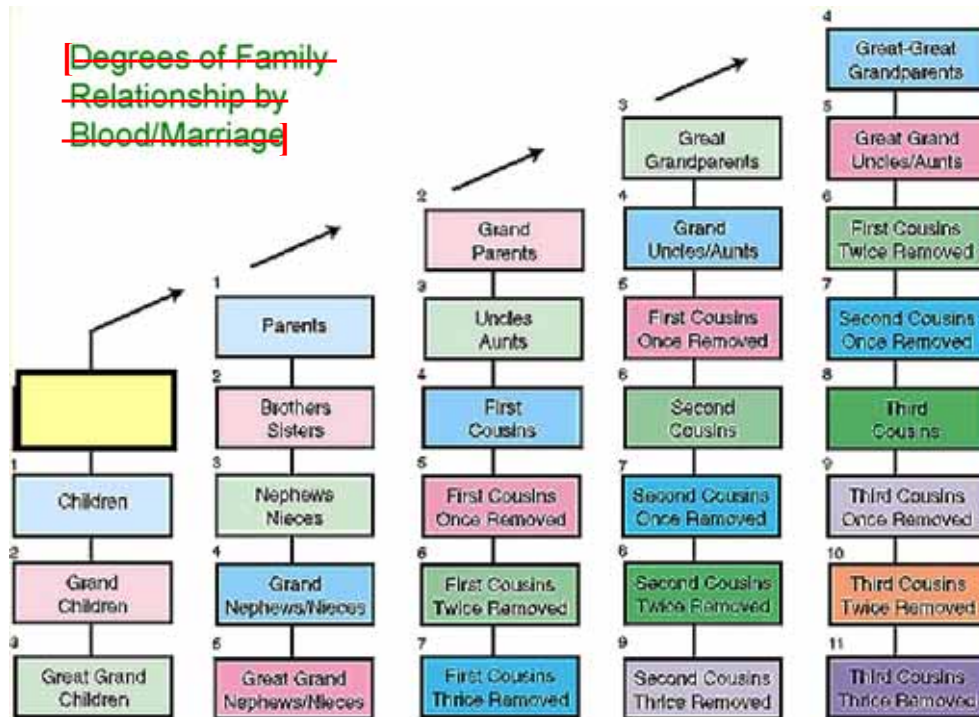 [Degrees of Family
Relationship by
Blood/Marriage]
1
Children
2
Grand
Children
3
Great Grand
Children
1
Parents
2
Brothers
Sisters
3
Nephews
Nieces
4
Grand
Nephews/Nieces
5
Great Grand
Nephews/Nieces
2
Grand
Parents
3
Uncles
Aunts
4
First
Cousins
5
First Cousins
Once Removed
6
First Cousins
Twice Removed
7
First Cousins
Thrice Removed
3
Great
Grandparents
4
Grand
Uncles/Aunts
5
First Cousins
Once Removed
6
Second
Cousins
7
Second Cousins
Once Removed
8
Second Cousins
Twice Removed
9
Second Cousins
Thrice Removed
4
Great-Great
Grandparents
5
Great Grand
Uncles/Aunts
6
First Cousins
Twice Removed
7
Second Cousins
Once Removed
8
Third
Cousins
9
Third Cousins
Once Removed
10
Third Cousins
Twice Removed
11
Third Cousins
Thrice Removed